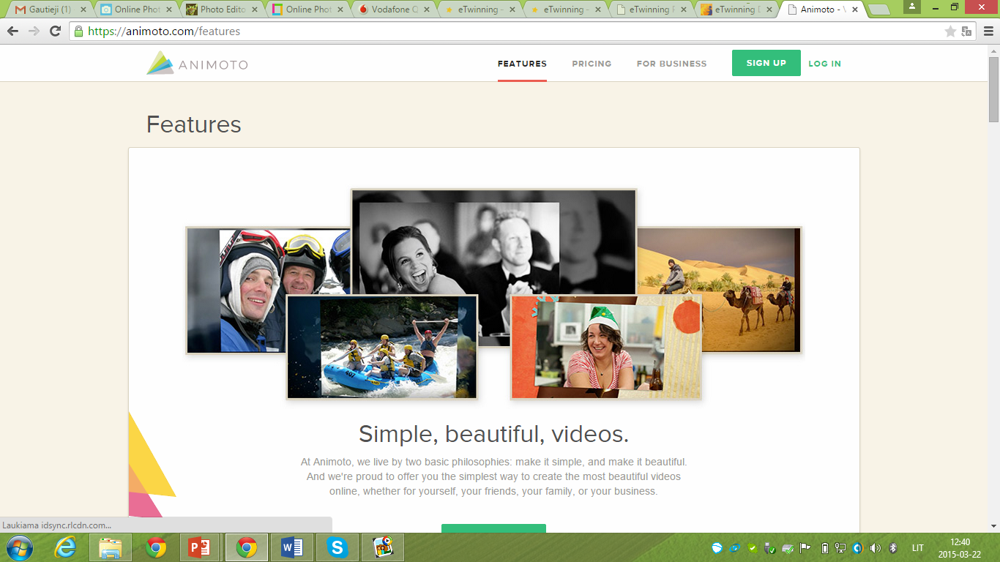 Gautieji (1)
Online Phot
Photo Edito
Online Phot
Vodafone Q
eTwinning -
eTwinning -
eTwinning F
eTwinning D
Animoto - V
https://animoto.com/features
ANIMOTO
FEATURES
PRICING
FOR BUSINESS
SIGN UP
LOG IN
Features
407
Simple, beautiful, videos.
At Animoto, we live by two basic philosophies: make it simple, and make it beautiful.
And we're proud to offer you the simplest way to create the most beautiful videos
online, whether for yourself, your friends, your family, or your business.
Laukiama idsync.rlcdn.com...
LIT
12:40
2015-03-22